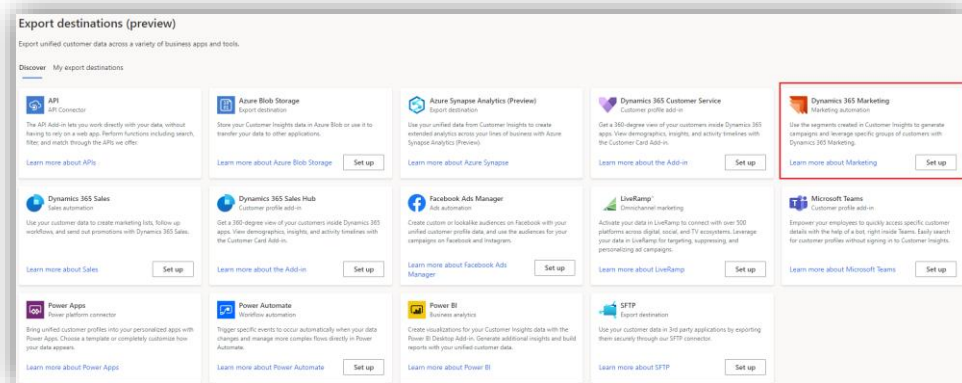 Export destinations (preview)
Export unified customer data across a variety of business apps and tools.
Discover My export destinations
API
API Connector
The API Add-in lets you work directly with your data, without
having to rely on a web app. Perform functions including search,
filter, and match through the APIs we offer.
Learn more about APIs
Azure Blob Storage
Export destination
Store your Customer Insights data in Azure Blob or use it to
transfer your data to other applications.
Learn more about Azure Blob Storage
Set up
Azure Synapse Analytics (Preview)
Export destination
Use your unified data from Customer Insights to create
extended analytics across your lines of business with Azure
Synapse Analytics (Preview)
Learn more about Azure Synapse
Dynamics 365 Customer Service
Customer profile add-in
Get a 360-degree view of your customers inside Dynamics 365
apps. View demographics, insights, and activity timelines with
the Customer Card Add-in.
Learn more about the Add-in
Set up
Dynamics 365 Marketing
Marketing automation
Use the segments created in Customer Insights to generate
campaigns and leverage specific groups of customers with
Dynamics 365 Marketing.
Learn more about Marketing
Set up
Dynamics 365 Sales
Sales automation
Use your customer data to create marketing lists, follow up
workflows, and send out promotions with Dynamics 365 Sales.
Learn more about Sales
Set up
Dynamics 365 Sales Hub
Customer profile add-in
Get a 360-degree view of your customers inside Dynamics 365
apps. View demographics, insights, and activity timelines with
the Customer Card Add-in.
Learn more about the Add-in
Set up
Facebook Ads Manager
Ads automation
Create custom or lookalike audiences on Facebook with your
unified customer profile data, and use the audiences for your
campaigns on Facebook and Instagram.
Learn more about Facebook Ads
Manager
Set up
LiveRamp
Omnichannel marketing
Activate your data in LiveRamp to connect with over 500
platforms across digital, social, and TV ecosystems. Leverage
your data in LiveRamp for targeting, suppressing, and
personalizing ad campaigns.
Learn more about LiveRamp
Set up
Microsoft Teams
Customer profile add-in
Empower your employees to quickly access specific customer
details with the help of a bot, right inside Teams. Easily search
for customer profiles without signing in to Customer Insights.
Learn more about Microsoft Teams
Set up
Power Apps
Power platform connector
Bring unified customer profiles into your personalized apps with
Power Apps. Choose a template or completely customize how
your data appears.
Learn more about Power Apps
Power Automate
Workflow automation
Trigger specific events to occur automatically when your data
changes and manage more complex flows directly in Power
Automate.
Learn more about Power Automate
Set up
Power BI
Business analytics
Create visualizations for your Customer Insights data with the
Power BI Desktop Add-in. Generate additional insights and build
reports with your unified customer data.
Learn more about Power BI
SFTP
Export destination
Use your customer data in 3rd party applications by exporting
them securely through our SFTP connector.
Learn more about SFTP
Set up